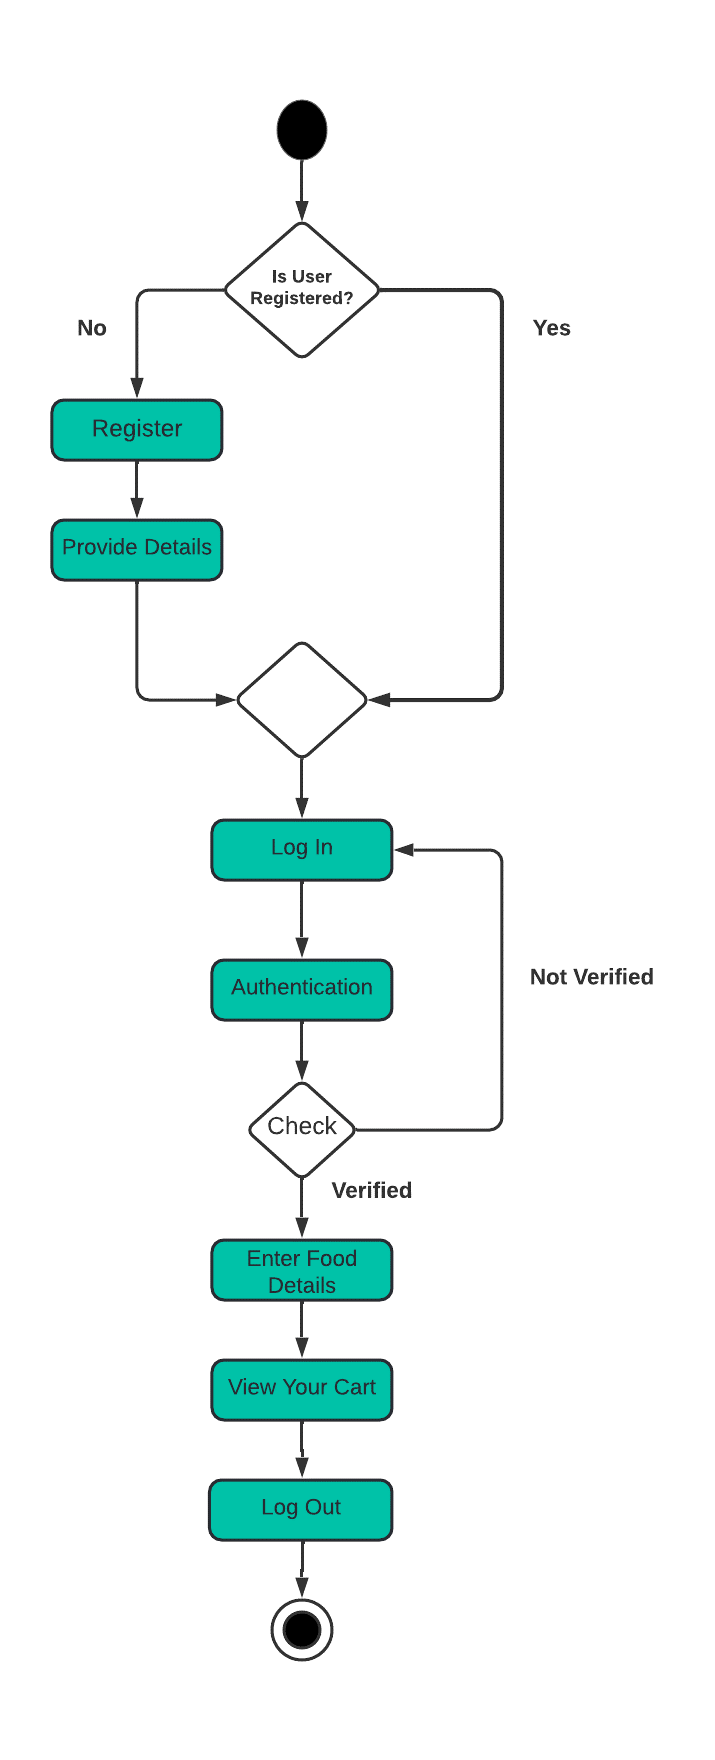 Is User
Registered?
No
Yes
Register
Provide Details
Log In
Authentication
Not Verified
Check
Verified
Enter Food
Details
View Your Cart
Log Out